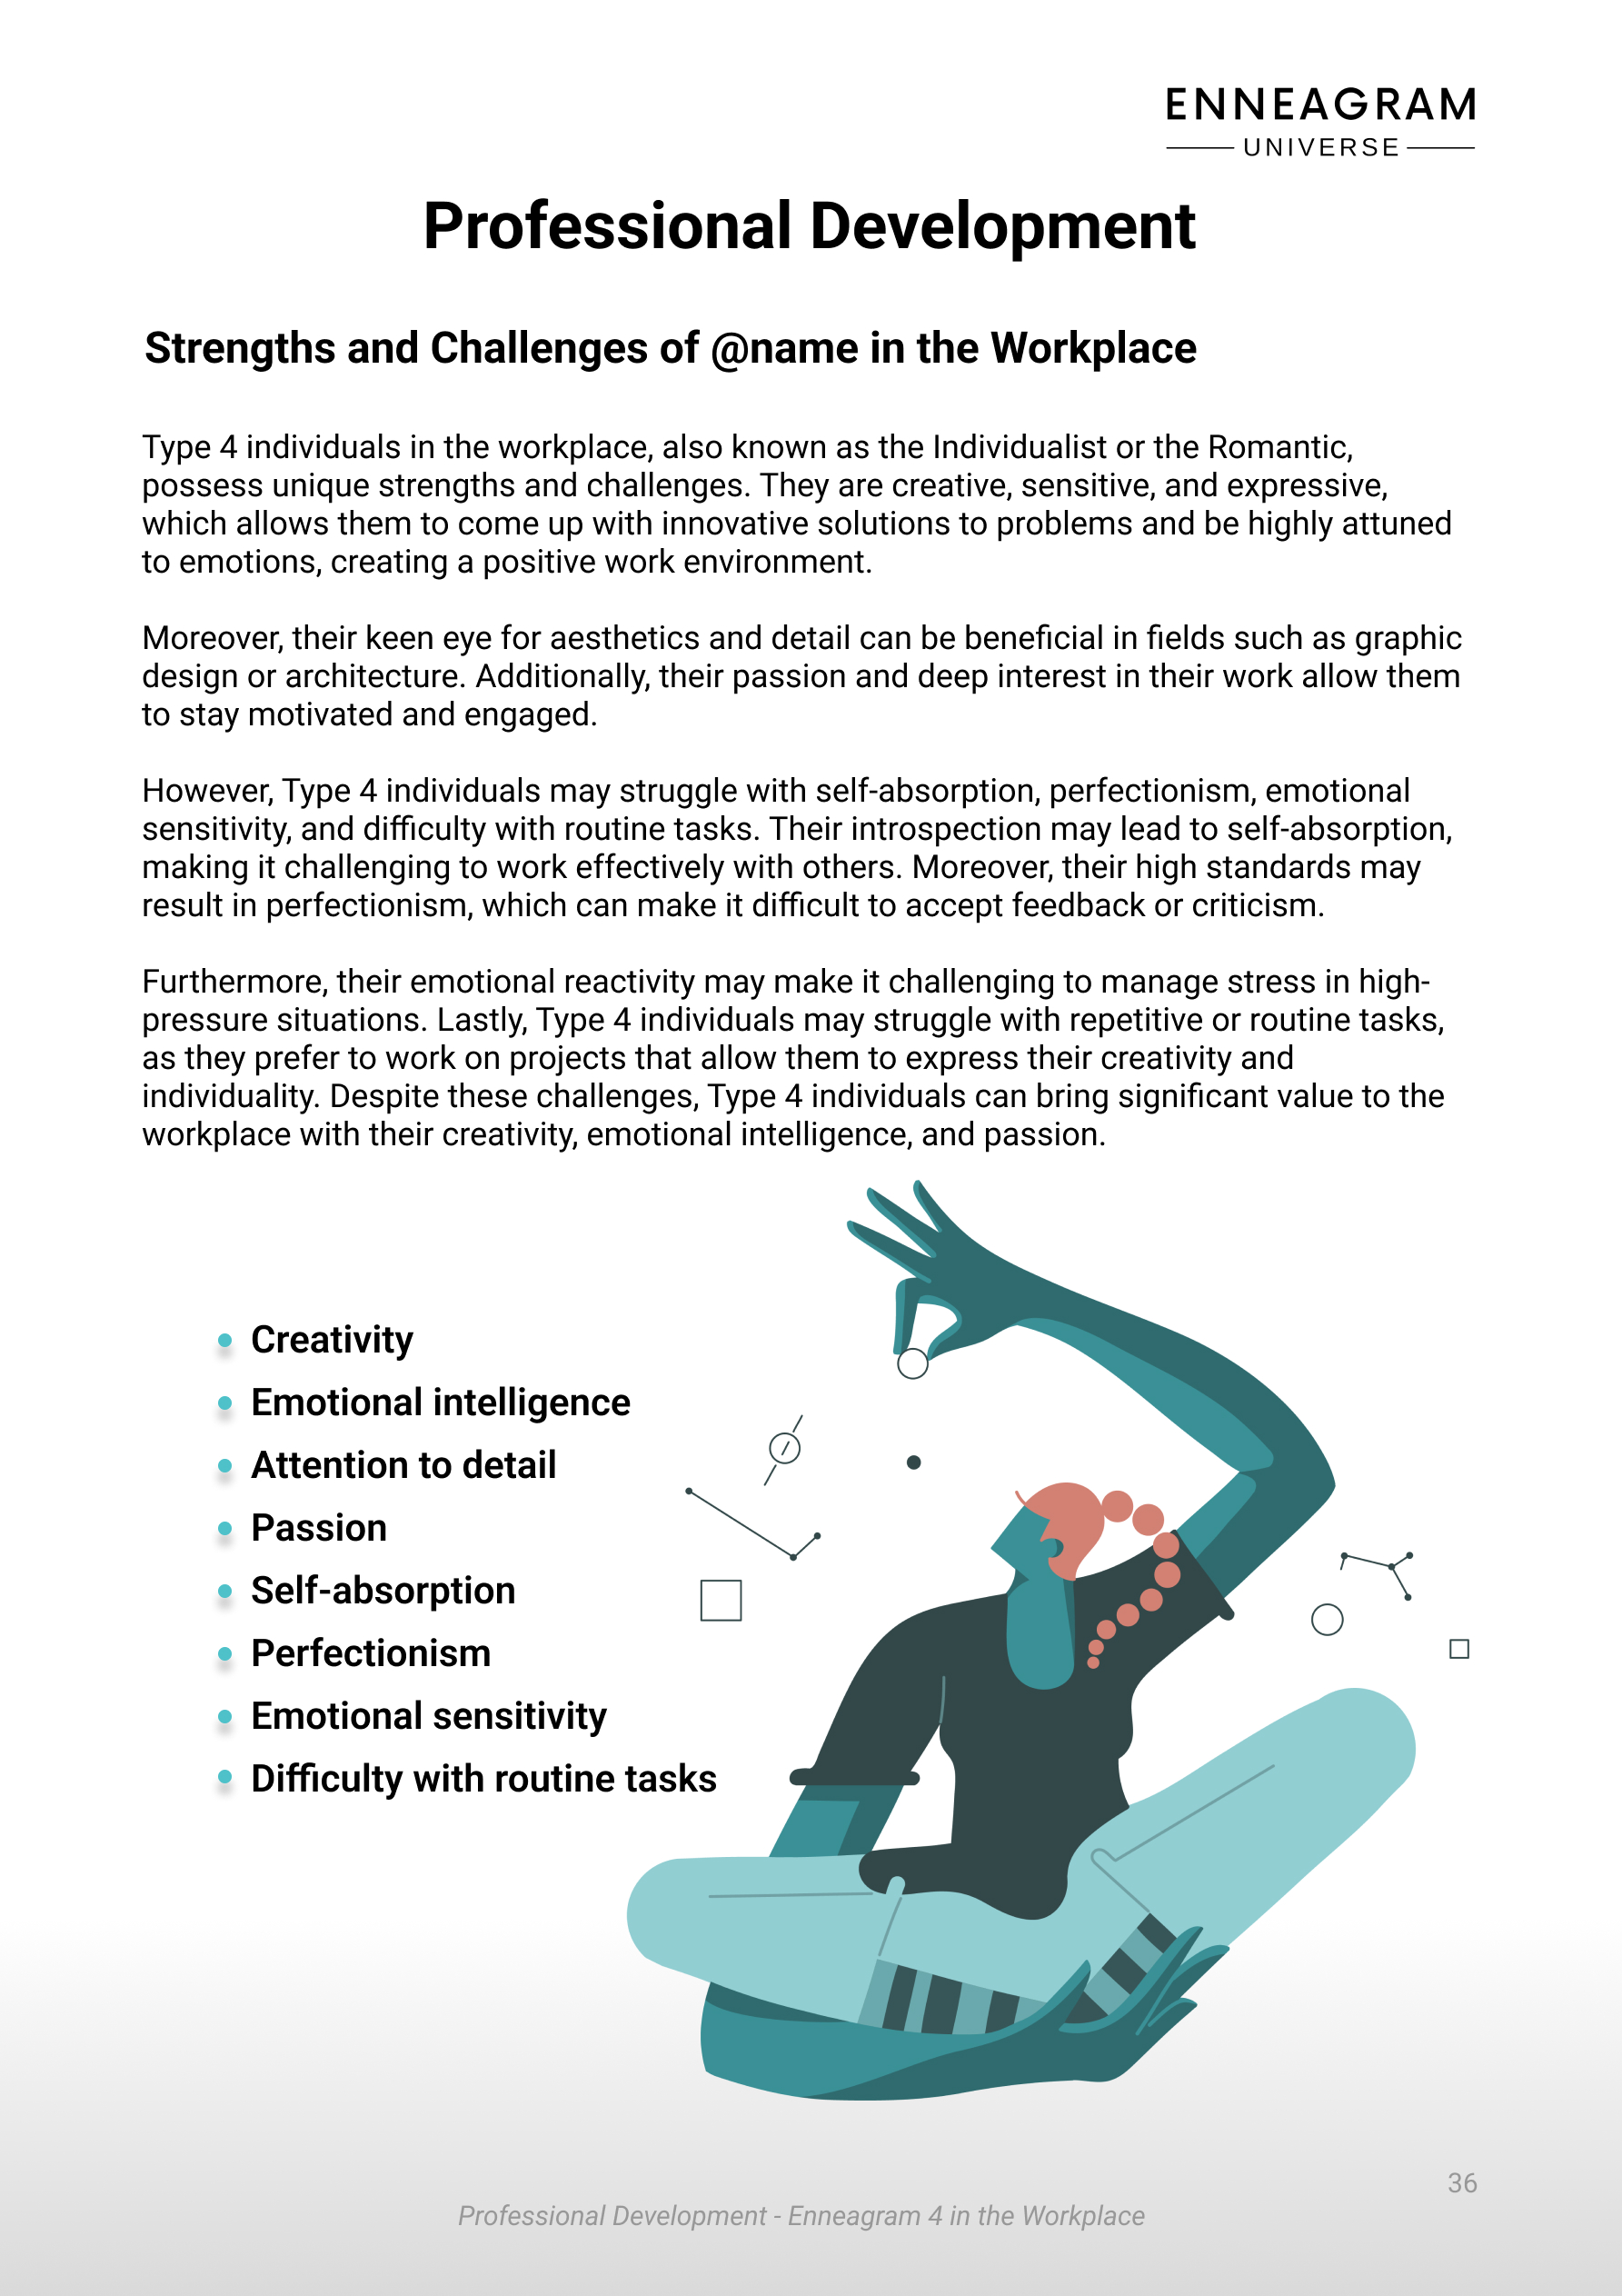 ENNEAGRAM
UNIVERSE
Professional Development
Strengths and Challenges of @name in the Workplace
Type 4 individuals in the workplace, also known as the Individualist or the Romantic,
possess unique strengths and challenges. They are creative, sensitive, and expressive,
which allows them to come up with innovative solutions to problems and be highly attuned
to emotions, creating a positive work environment.
Moreover, their keen eye for aesthetics and detail can be beneficial in fields such as graphic
design or architecture. Additionally, their passion and deep interest in their work allow them
to stay motivated and engaged.
However, Type 4 individuals may struggle with self-absorption, perfectionism, emotional
sensitivity, and difficulty with routine tasks. Their introspection may lead to self-absorption,
making it challenging to work effectively with others. Moreover, their high standards may
result in perfectionism, which can make it difficult to accept feedback or criticism.
Furthermore, their emotional reactivity may make it challenging to manage stress in high-
pressure situations. Lastly, Type 4 individuals may struggle with repetitive or routine tasks,
as they prefer to work on projects that allow them to express their creativity and
individuality. Despite these challenges, Type 4 individuals can bring significant value to the
workplace with their creativity, emotional intelligence, and passion.
Creativity
Emotional intelligence
Attention to detail
Passion
Self-absorption
Perfectionism
Emotional sensitivity
Difficulty with routine tasks
36
Professional Development - Enneagram 4 in the Workplace